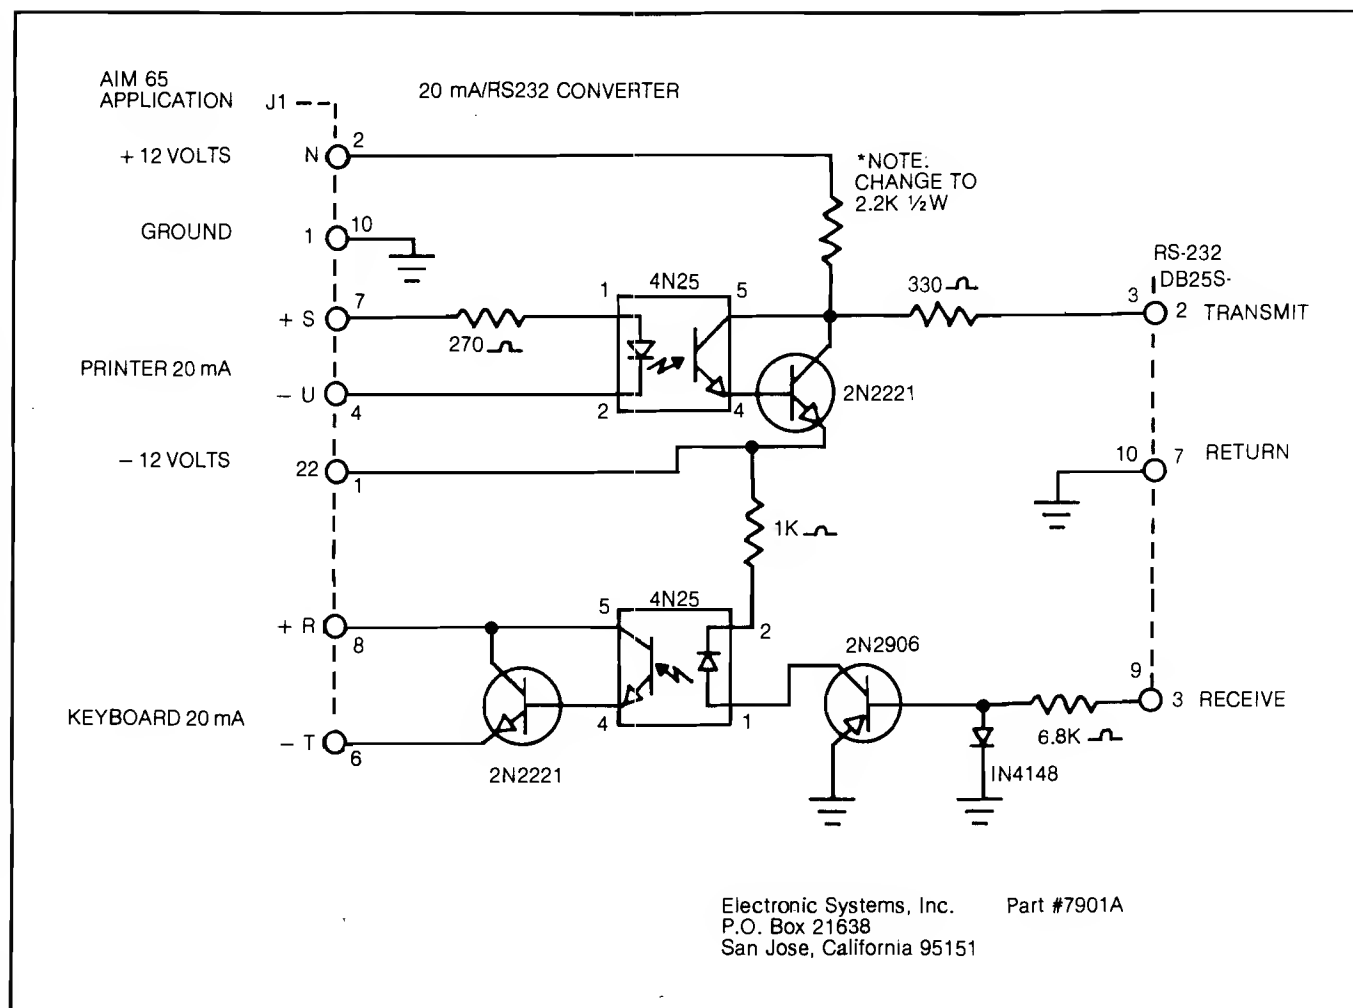 AIM 65
APPLICATION J1
20 mA/RS232 CONVERTER
+ 12 VOLTS N 2
*NOTE:
CHANGE TO
2.2K ½W
GROUND 1 10
RS-232
DB25S-
+ S 7
270
1 4N25 5
330
3 2 TRANSMIT
PRINTER 20 mA
- U 4
2 4
2N2221
- 12 VOLTS 22 1
10 7 RETURN
1K
+ R 8
5 4N25 2
2N2906
9 3 RECEIVE
KEYBOARD 20 mA
4 1
6.8K
- T 6
2N2221
IN4148
Electronic Systems, Inc. Part #7901A
P.O. Box 21638
San Jose, California 95151